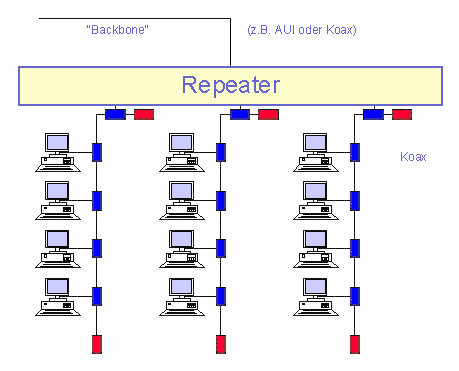 "Backbone" (z.B. AUI oder Koax)
Repeater
Koax